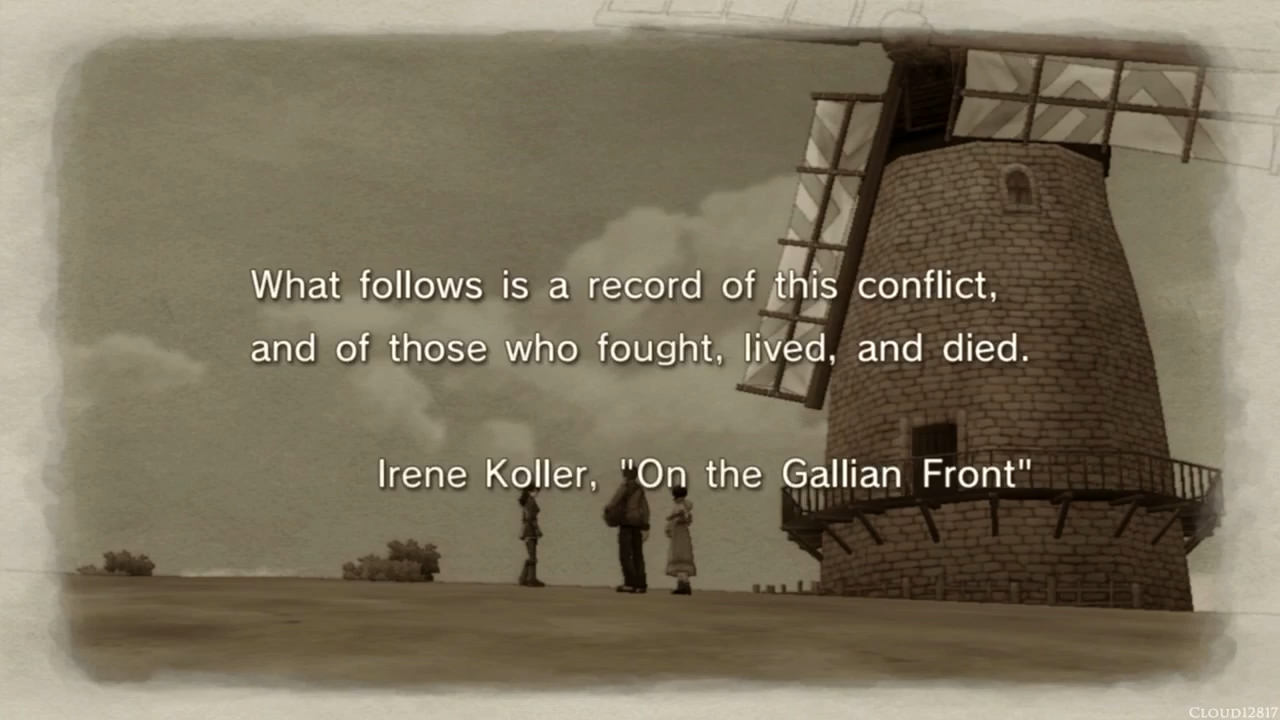 What follows is a record of this conflict,
and of those who fought, lived, and died.
Irene Koller, "On the Gallian Front"
Cloud12817